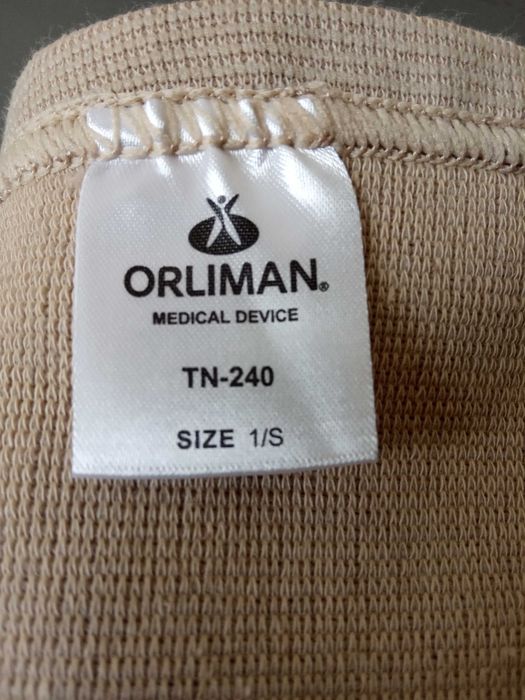 ORLIMAN®
MEDICAL DEVICE
TN-240
SIZE 1/S